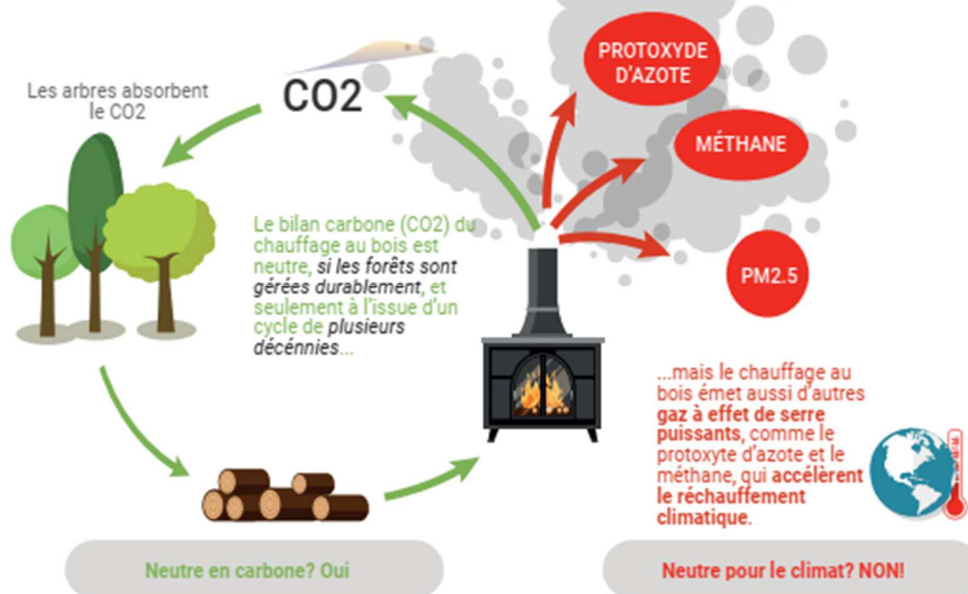 Les arbres absorbent
le CO2
CO2
PROTOXYDE
D'AZOTE
MÉTHANE
PM2.5
Le bilan carbone (CO2) du
chauffage au bois est
neutre, si les forêts sont
gérées durablement, et
seulement à l'issue d'un
cycle de plusieurs
décénnies...
...mais le chauffage au
bois émet aussi d'autres
gaz à effet de serre
puissants, comme le
protoxyte d'azote et le
méthane, qui accélèrent
le réchauffement
climatique.
Neutre en carbone? Oui
Neutre pour le climat? NON!